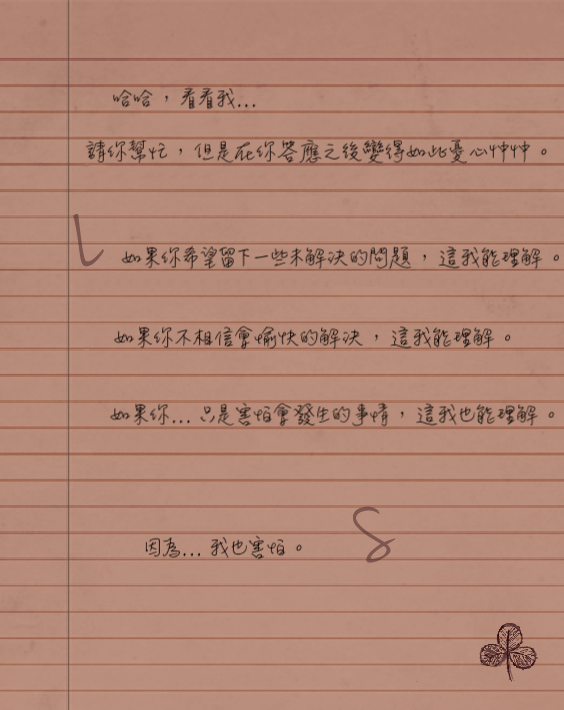 哈哈，看看我...
請你幫忙，但是在你答應之後變得如此憂心忡忡。
L
如果你希望留下一些未解決的問題，這我能理解。
如果你不相信會愉快的解決，這我能理解。
如果你...只是害怕會發生的事情，這我也能理解。
因為...我也害怕。
8